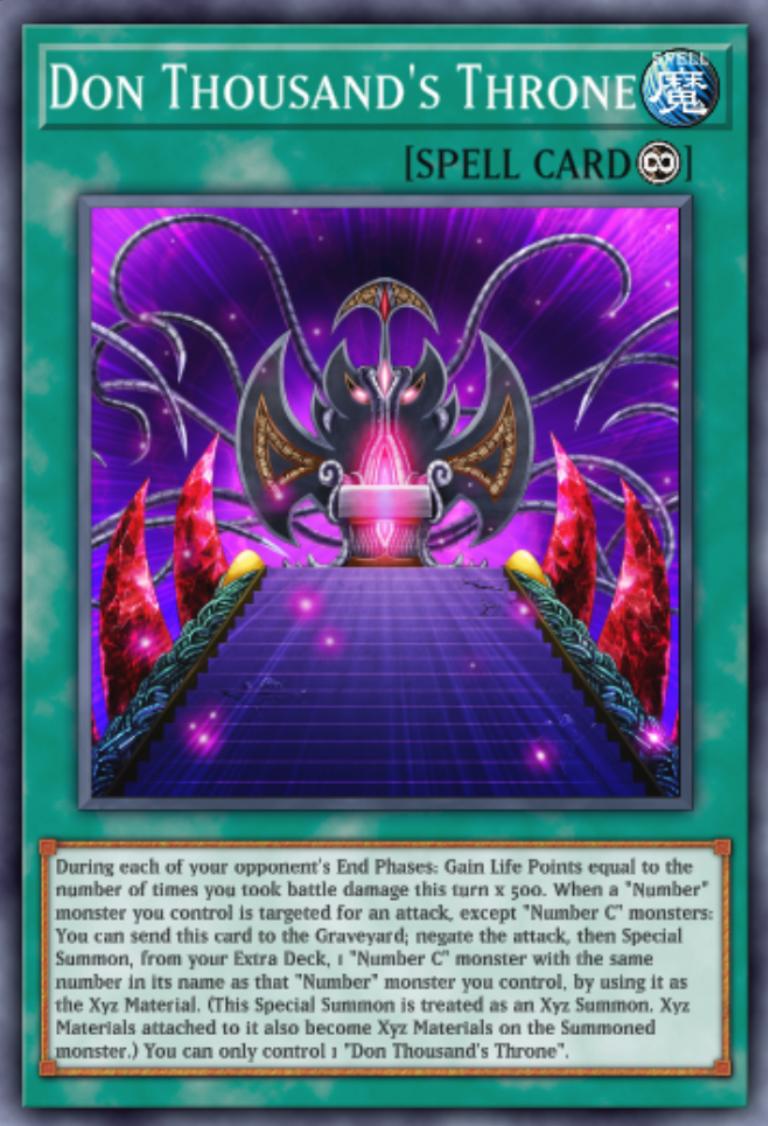 DON THOUSAND'S THRONE
SPELL
魔
[SPELL CARD]
During each of your opponent's End Phases: Gain Life Points equal to the
number of times you took battle damage this turn x 500. When a "Number"
monster you control is targeted for an attack, except "Number C" monsters:
You can send this card to the Graveyard; negate the attack, then Special
Summon, from your Extra Deck, 1 "Number C" monster with the same
number in its name as that "Number" monster you control, by using it as
the Xyz Material. (This Special Summon is treated as an Xyz Summon. Xyz
Materials attached to it also become Xyz Materials on the Summoned
monster.) You can only control 1 "Don Thousand's Throne".